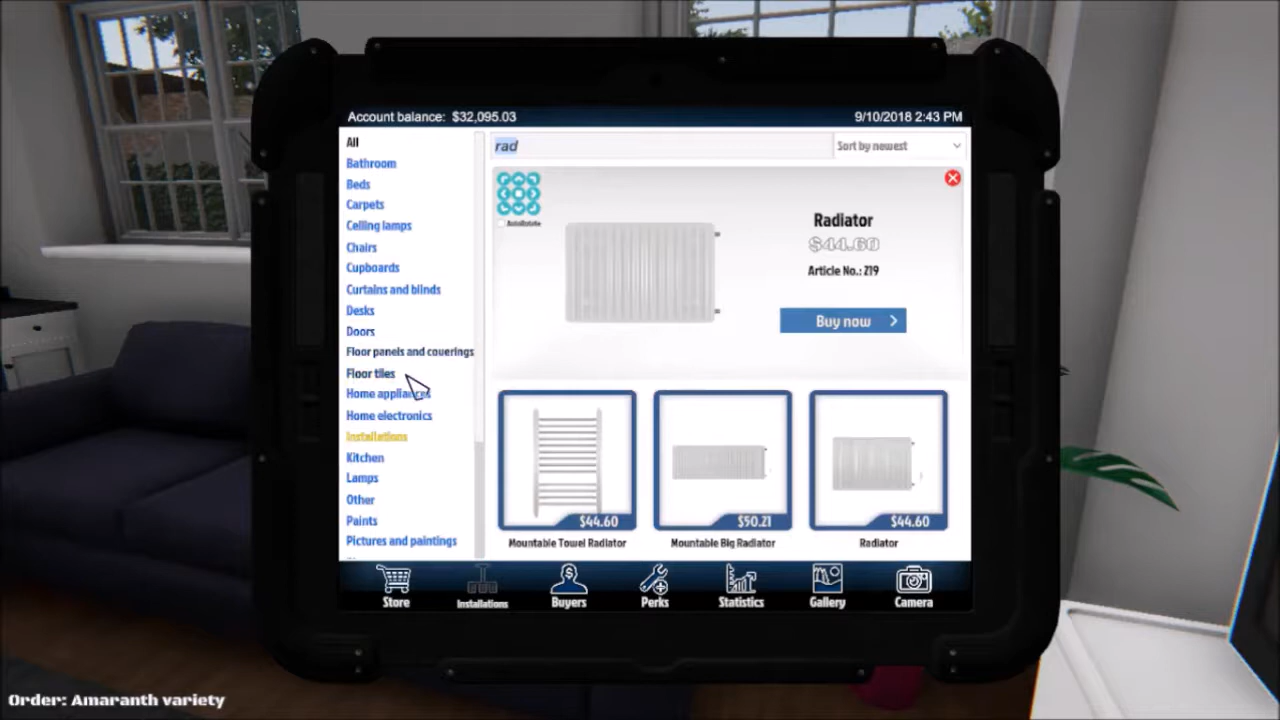 Account balance: $32,095.03
9/10/2018 2:43 PM
All
Bathroom
Beds
Carpets
Ceiling lamps
Chairs
Cupboards
Curtains and blinds
Desks
Doors
Floor panels and coverings
Floor tiles
Home appliances
Home electronics
Installations
Kitchen
Lamps
Other
Paints
Pictures and paintings
rad
Sort by newest
AutoRotate
Radiator
$44.60
Article No.: Z19
Buy now
$44.60
$50.21
$44.60
Mountable Towel Radiator
Mountable Big Radiator
Radiator
Store
Installations
Buyers
Perks
Statistics
Gallery
Camera
Order: Amaranth variety